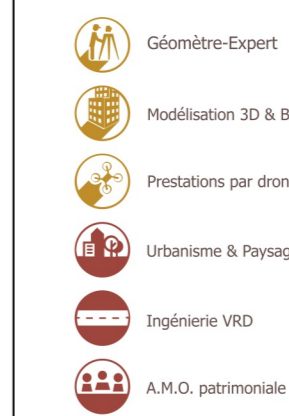 Géomètre-Expert
Modélisation 3D & B
Prestations par dron
Urbanisme & Paysag
Ingénierie VRD
A.M.O. patrimoniale